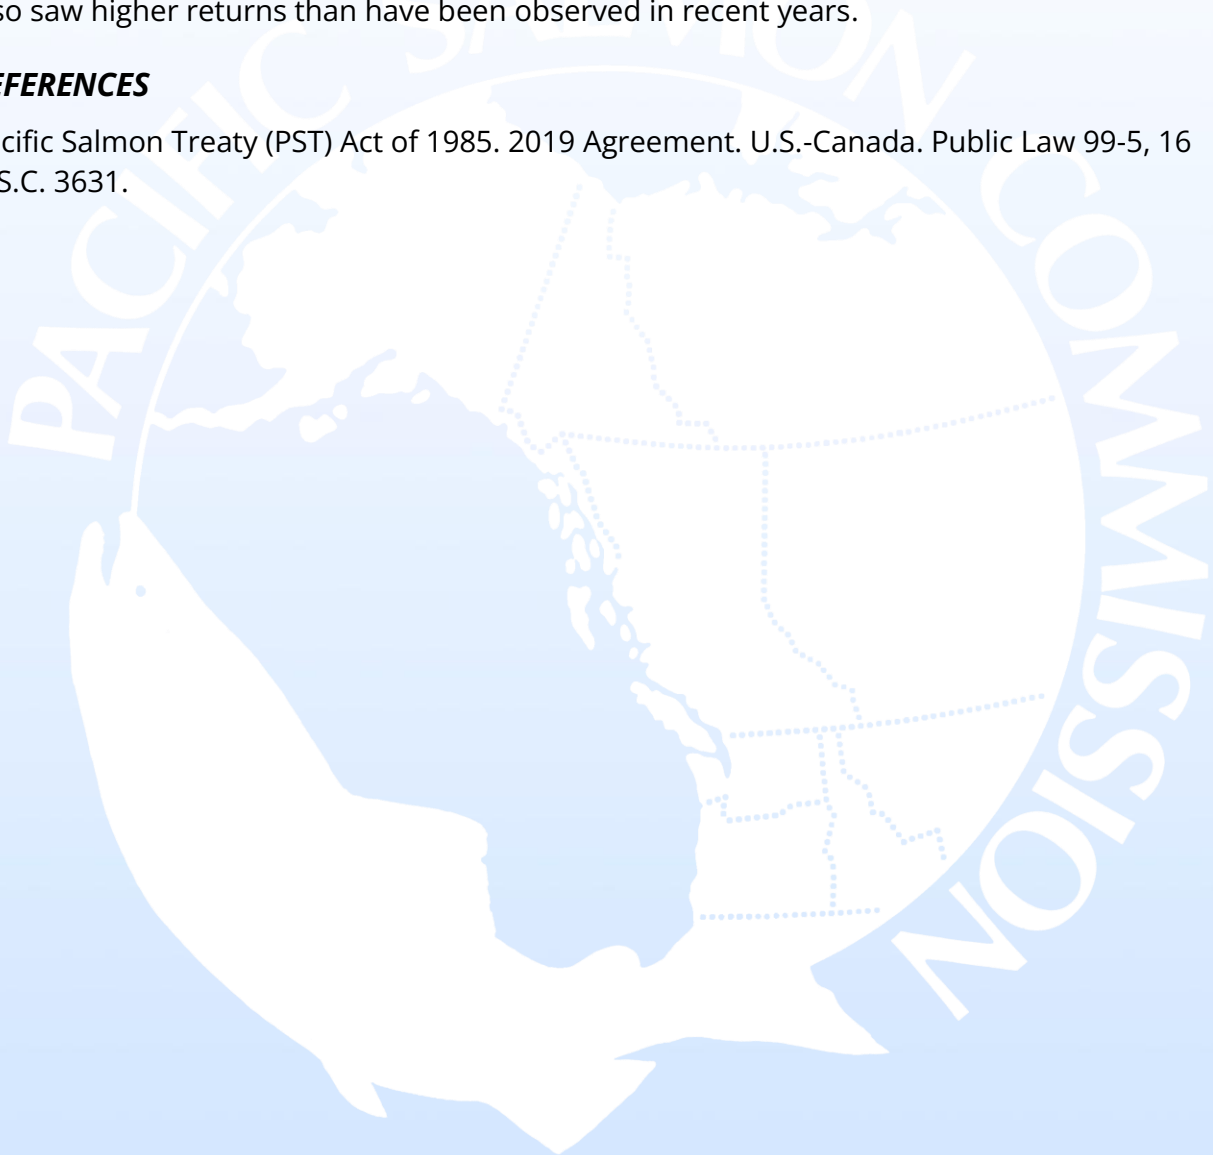 so saw higher returns than have been observed in recent years.
EFERENCES
cific Salmon Treaty (PST) Act of 1985. 2019 Agreement. U.S.-Canada. Public Law 99-5, 16
S.C. 3631.
PACIFIC SALMON COMMISSION